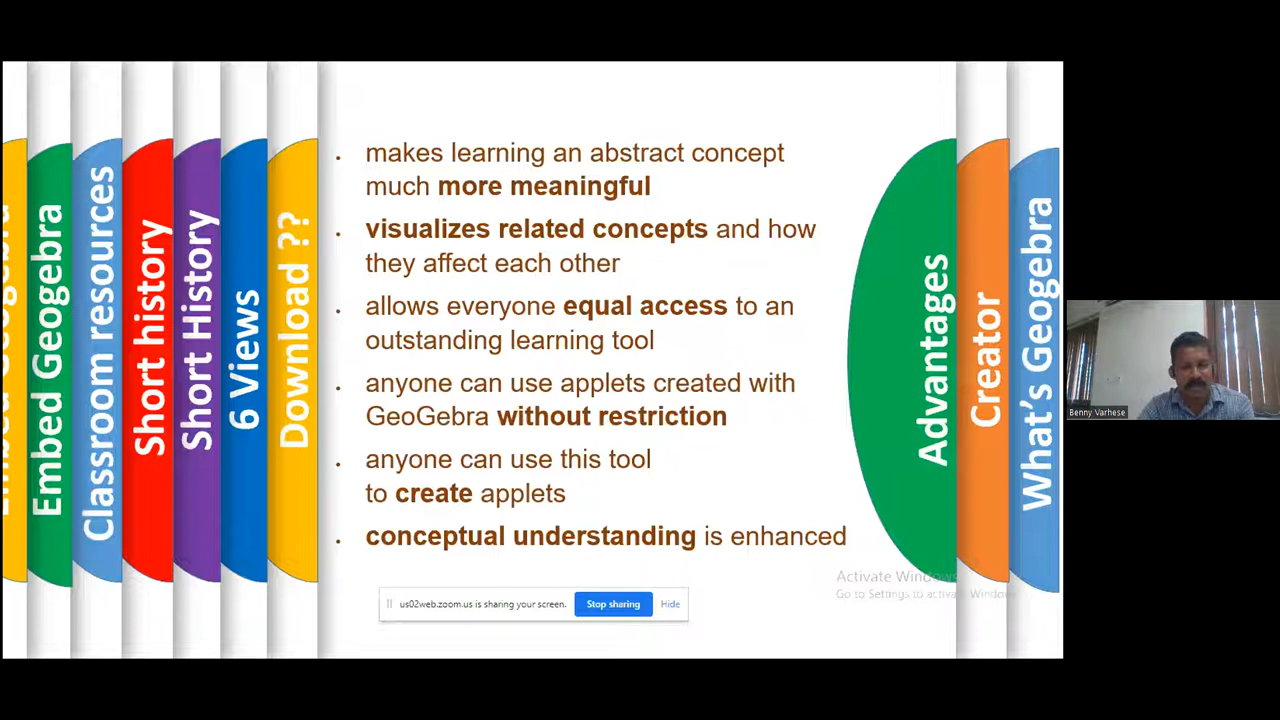 Embed Geogebra
Embed Geogebra
Classroom resources
Short history
Short History
6 Views
Download ??
• makes learning an abstract concept
much more meaningful
• visualizes related concepts and how
they affect each other
• allows everyone equal access to an
outstanding learning tool
• anyone can use applets created with
GeoGebra without restriction
• anyone can use this tool
to create applets
• conceptual understanding is enhanced
Advantages
Creator
What's Geogebra
Activate Windows
Go to Settings to activate Windows
us02web.zoom.us is sharing your screen.
Stop sharing
Hide
Benny Varhese